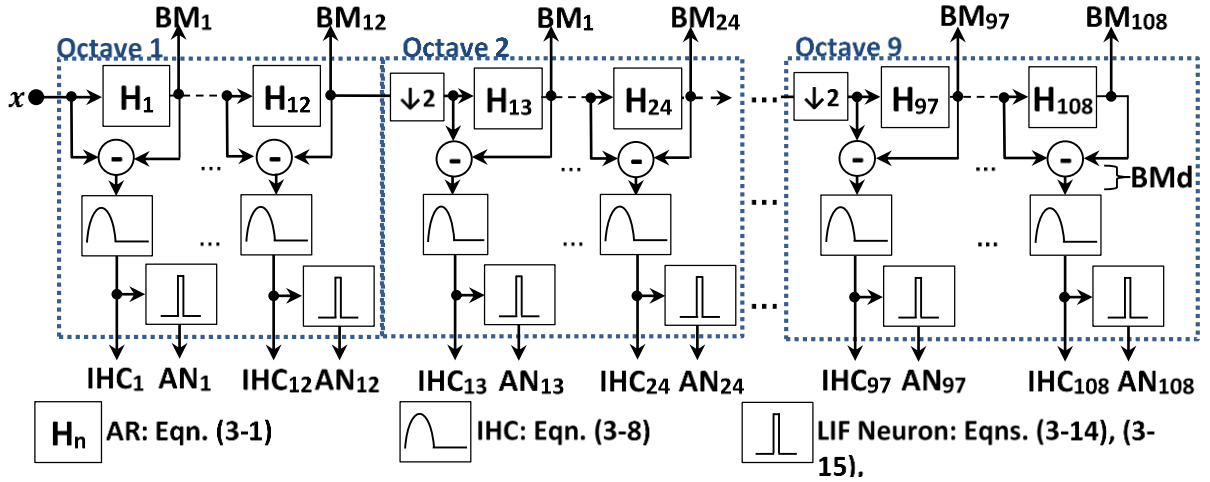 BM₁ BM₁₂ BM₁ BM₂₄ BM₉₇ BM₁₀₈
Octave 1 Octave 2 Octave 9
x H₁ H₁₂ ↓2 H₁₃ H₂₄ ... ↓2 H₉₇ H₁₀₈
- ... - - ... - - ... -
BMd
... ... ... ...
...
IHC₁ AN₁ IHC₁₂ AN₁₂ IHC₁₃ AN₁₃ IHC₂₄ AN₂₄ IHC₉₇ AN₉₇ IHC₁₀₈ AN₁₀₈
Hₙ AR: Eqn. (3-1) IHC: Eqn. (3-8) LIF Neuron: Eqns. (3-14), (3-
15),